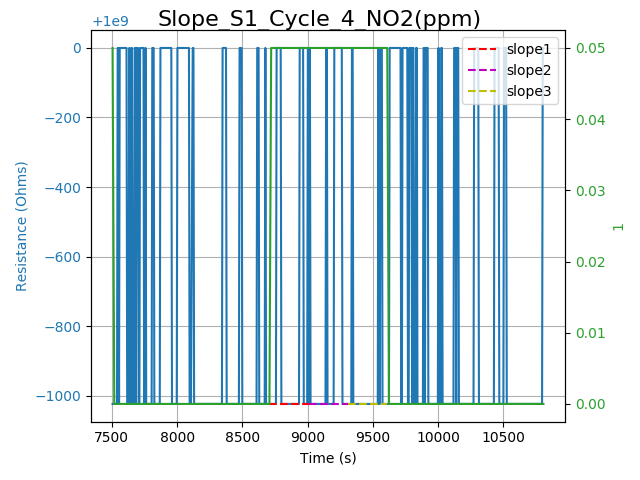 Slope_S1_Cycle_4_NO2(ppm)
+1e9
slope1
slope2
slope3
0
−200
−400
−600
−800
−1000
Resistance (Ohms)
0.05
0.04
0.03
0.02
0.01
0.00
1
7500 8000 8500 9000 9500 10000 10500
Time (s)